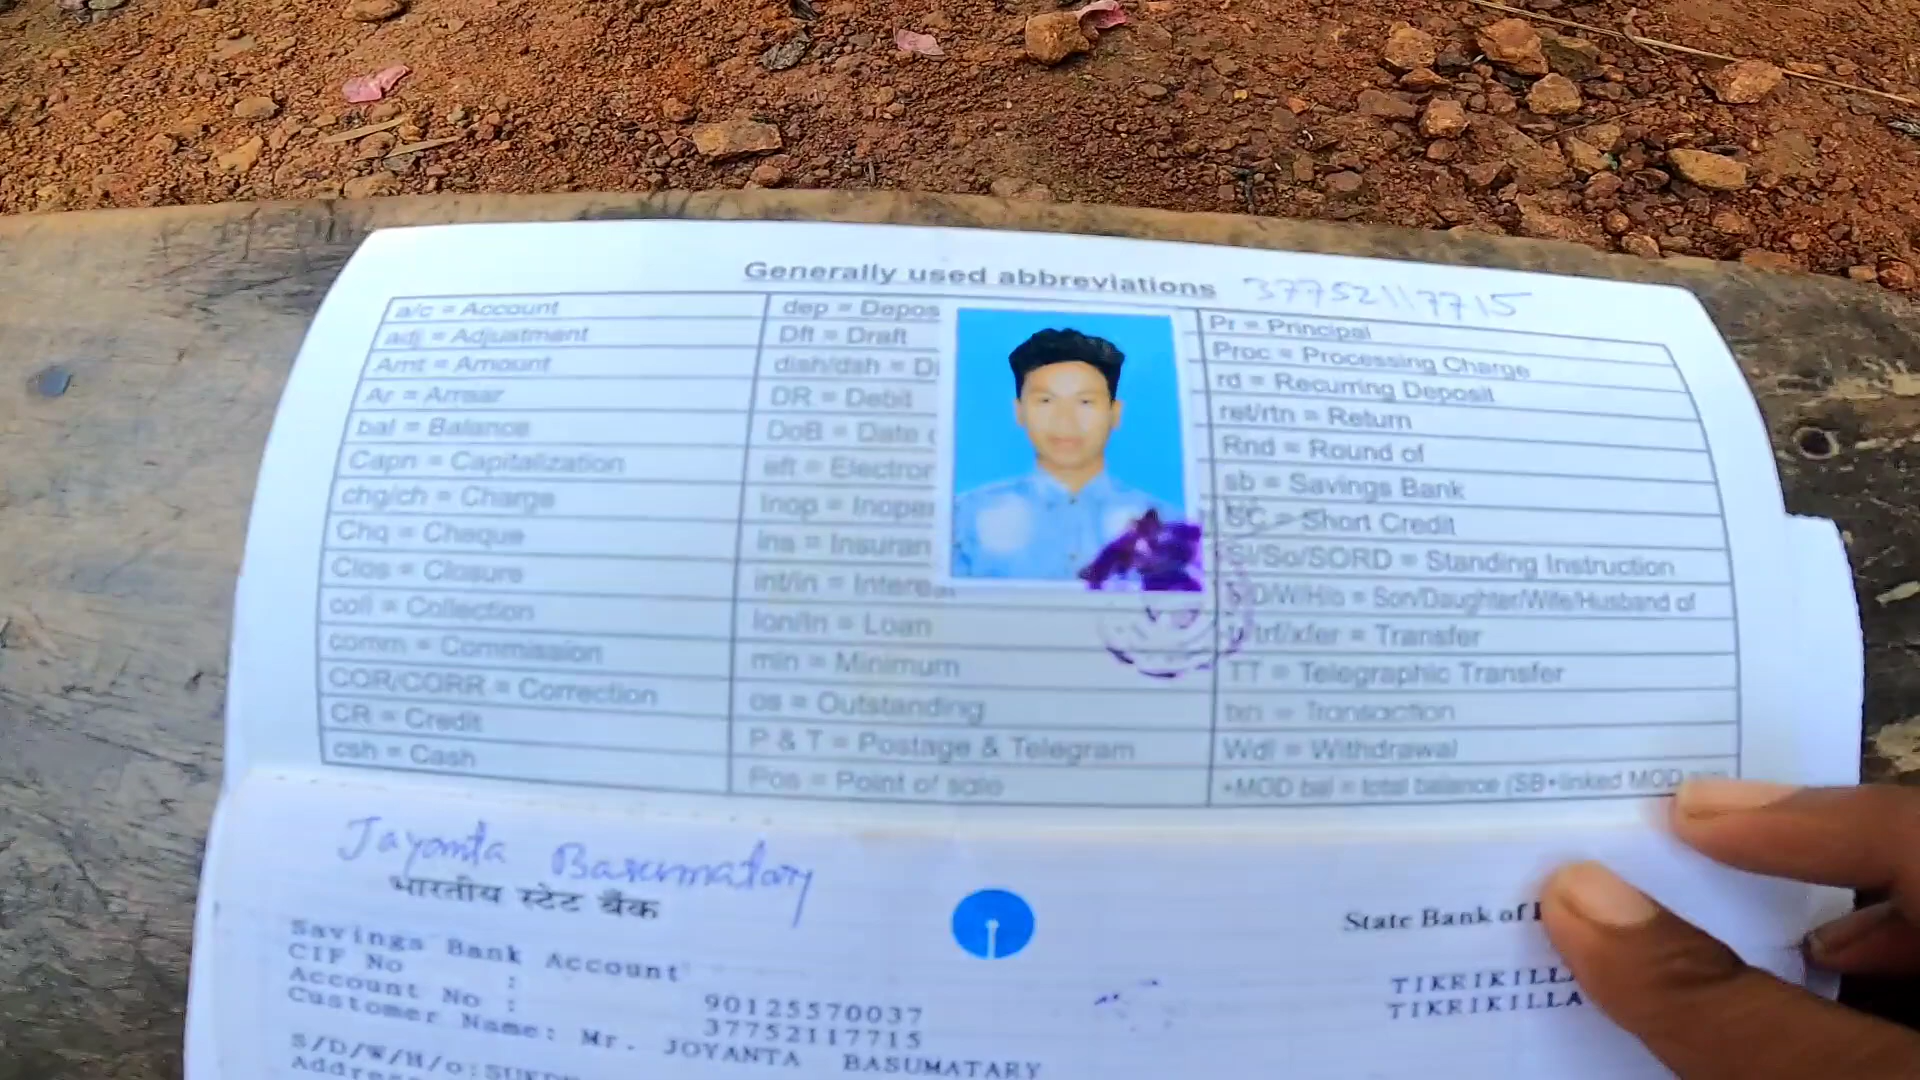 Generally used abbreviations 37752117715
a/c = Account
adj = Adjustment
Amt = Amount
Ar = Arrear
bal = Balance
Capn = Capitalization
chg/ch = Charge
Chq = Cheque
Clos = Closure
coll = Collection
comm = Commission
COR/CORR = Correction
CR = Credit
csh = Cash
dep = Depos
Dft = Draft
dish/dsh = Di
DR = Debit
DoB = Date
eft = Electron
Inop = Inope
ins = Insuran
int/in = Interes
lon/ln = Loan
min = Minimum
os = Outstanding
P & T = Postage & Telegram
Pos = Point of sale
Pr = Principal
Proc = Processing Charge
rd = Recurring Deposit
ret/rtn = Return
Rnd = Round of
sb = Savings Bank
SC = Short Credit
SI/So/SORD = Standing Instruction
S/D/W/H/o = Son/Daughter/Wife/Husband of
trf/xfer = Transfer
TT = Telegraphic Transfer
txn = Transaction
Wdl = Withdrawal
+MOD bal = total balance (SB+linked MOD
Jayanta Basumatary
भारतीय स्टेट बैंक
State Bank of
Savings Bank Account
CIF No : 90125570037
Account No : 37752117715
Customer Name: Mr. JOYANTA BASUMATARY
S/D/W/H/o:
Address
TIKRIKILLA
TIKRIKILLA